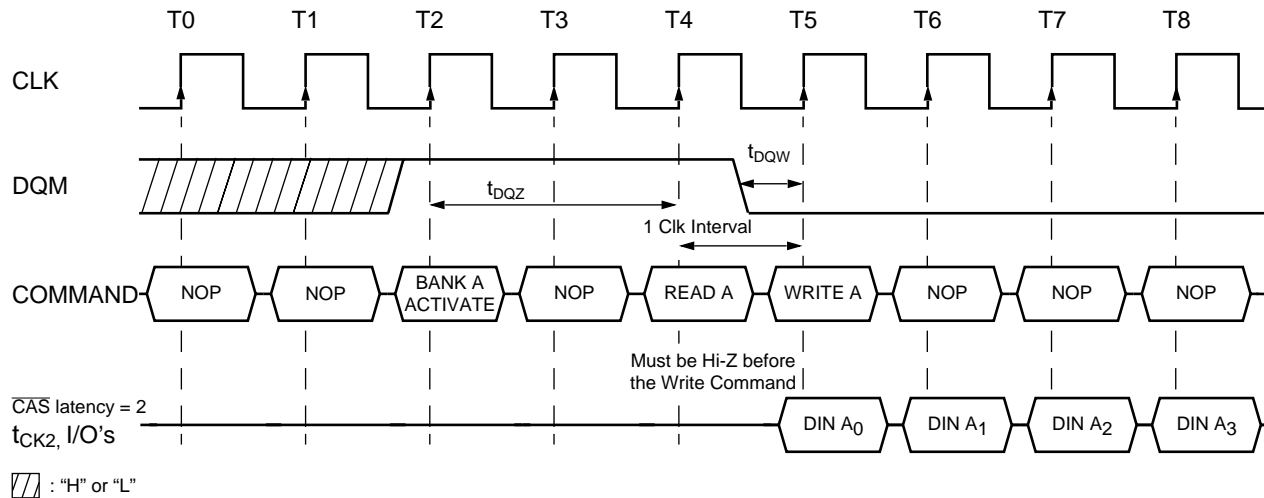 T0 T1 T2 T3 T4 T5 T6 T7 T8
CLK
DQM
tDQZ
tDQW
1 Clk Interval
COMMAND
NOP
NOP
BANK A
ACTIVATE
NOP
READ A
WRITE A
NOP
NOP
NOP
Must be Hi-Z before
the Write Command
CAS latency = 2
tCK2, I/O's
DIN A0
DIN A1
DIN A2
DIN A3
: “H” or “L”